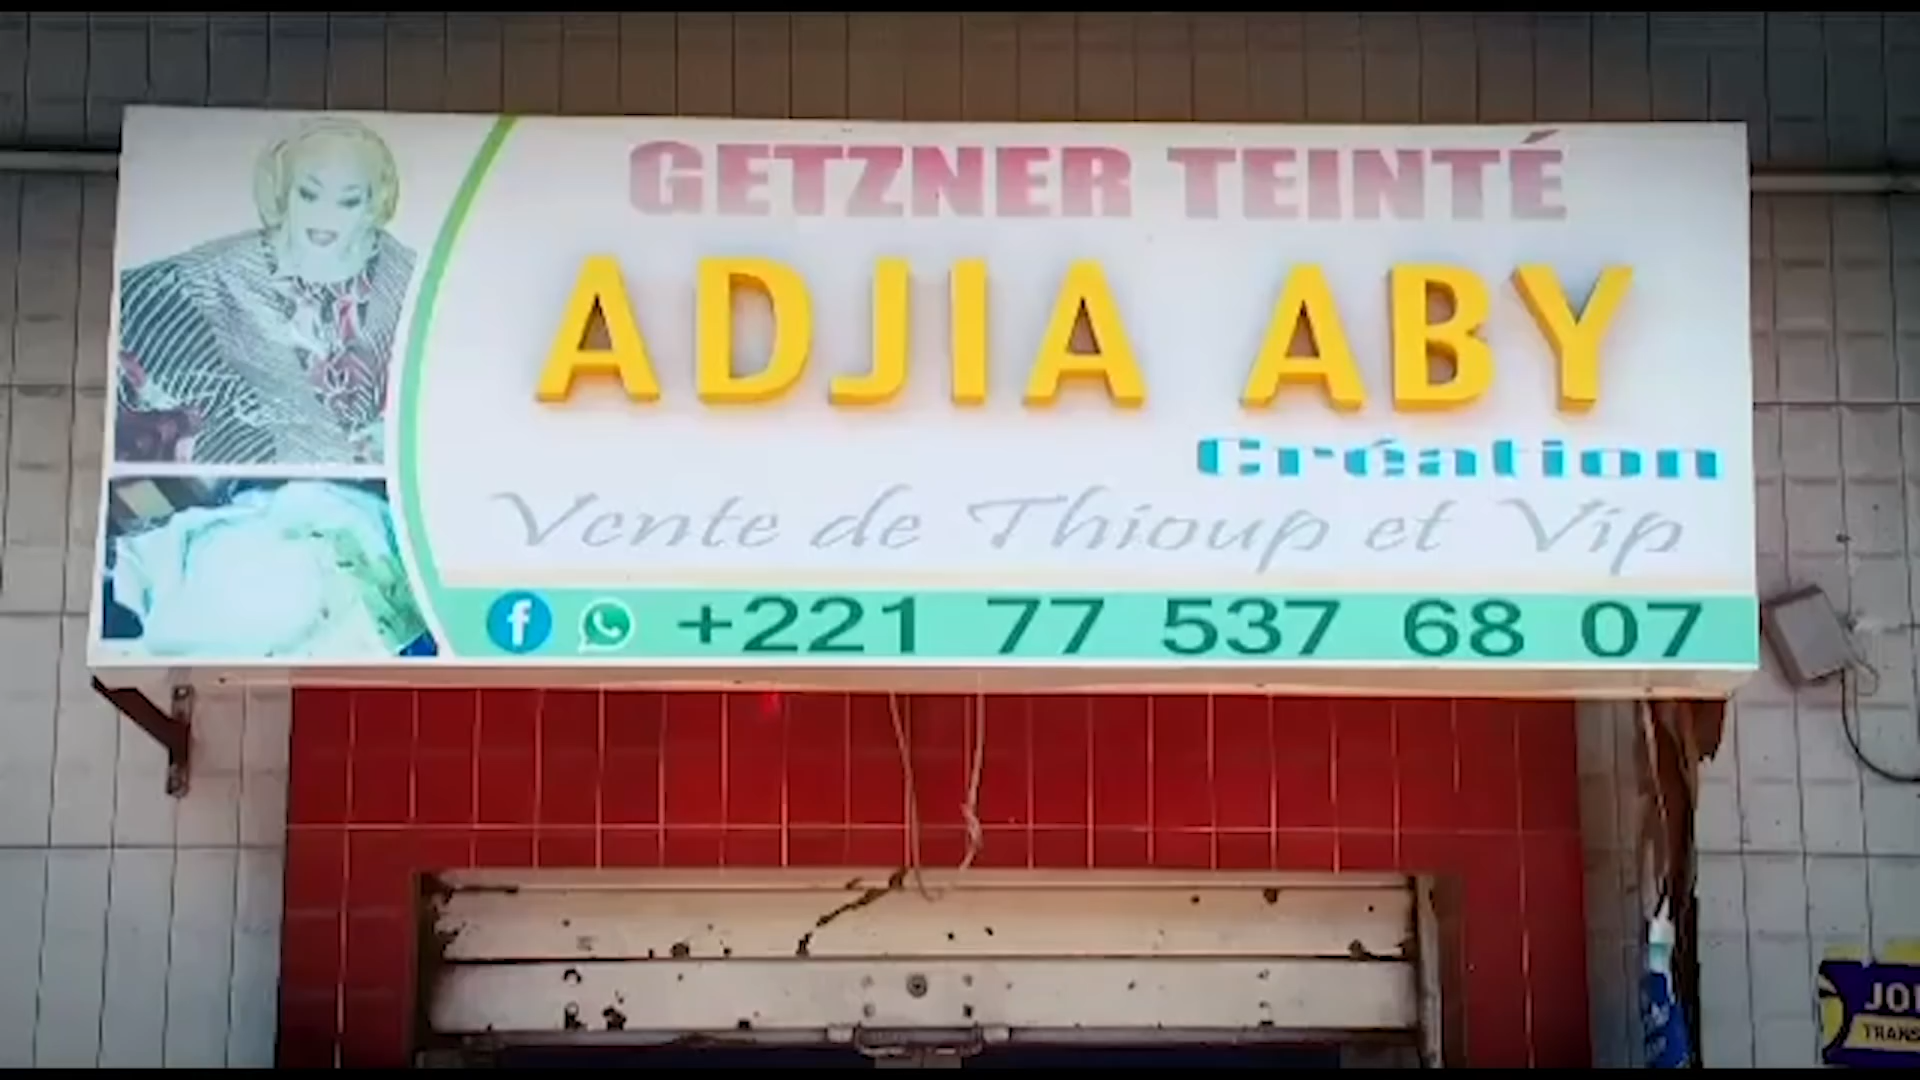 GETZNER TEINTÉ
ADJIA ABY
Création
Vente de Thioup et Vip
+221 77 537 68 07